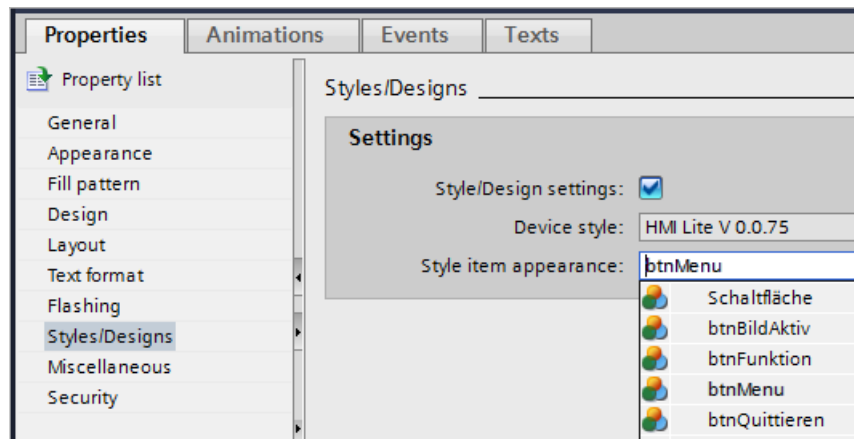 Properties Animations Events Texts
Property list
General
Appearance
Fill pattern
Design
Layout
Text format
Flashing
Styles/Designs
Miscellaneous
Security
Styles/Designs
Settings
Style/Design settings:
Device style: HMI Lite V 0.0.75
Style item appearance: btnMenu
Schaltfläche
btnBildAktiv
btnFunktion
btnMenu
btnQuittieren